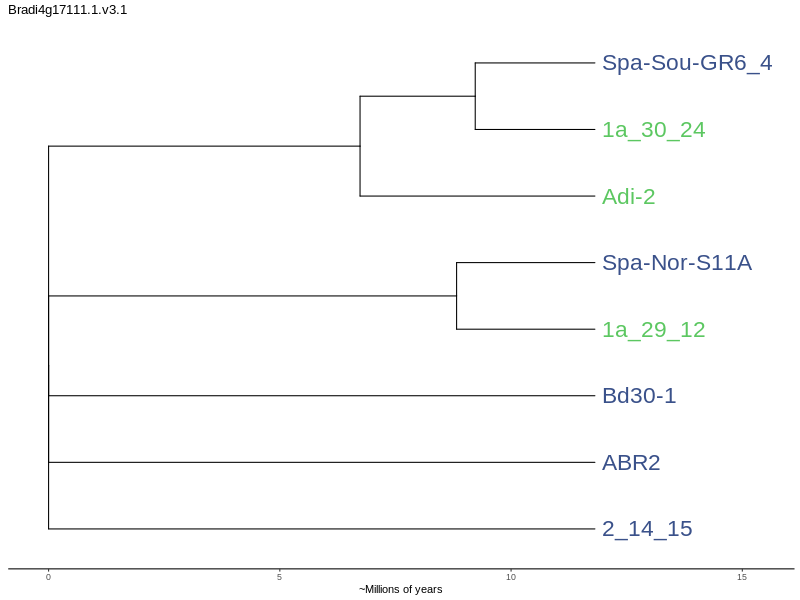 Bradi4g17111.1.v3.1
Spa-Sou-GR6_4
1a_30_24
Adi-2
Spa-Nor-S11A
1a_29_12
Bd30-1
ABR2
2_14_15
0 5 10 15
~Millions of years